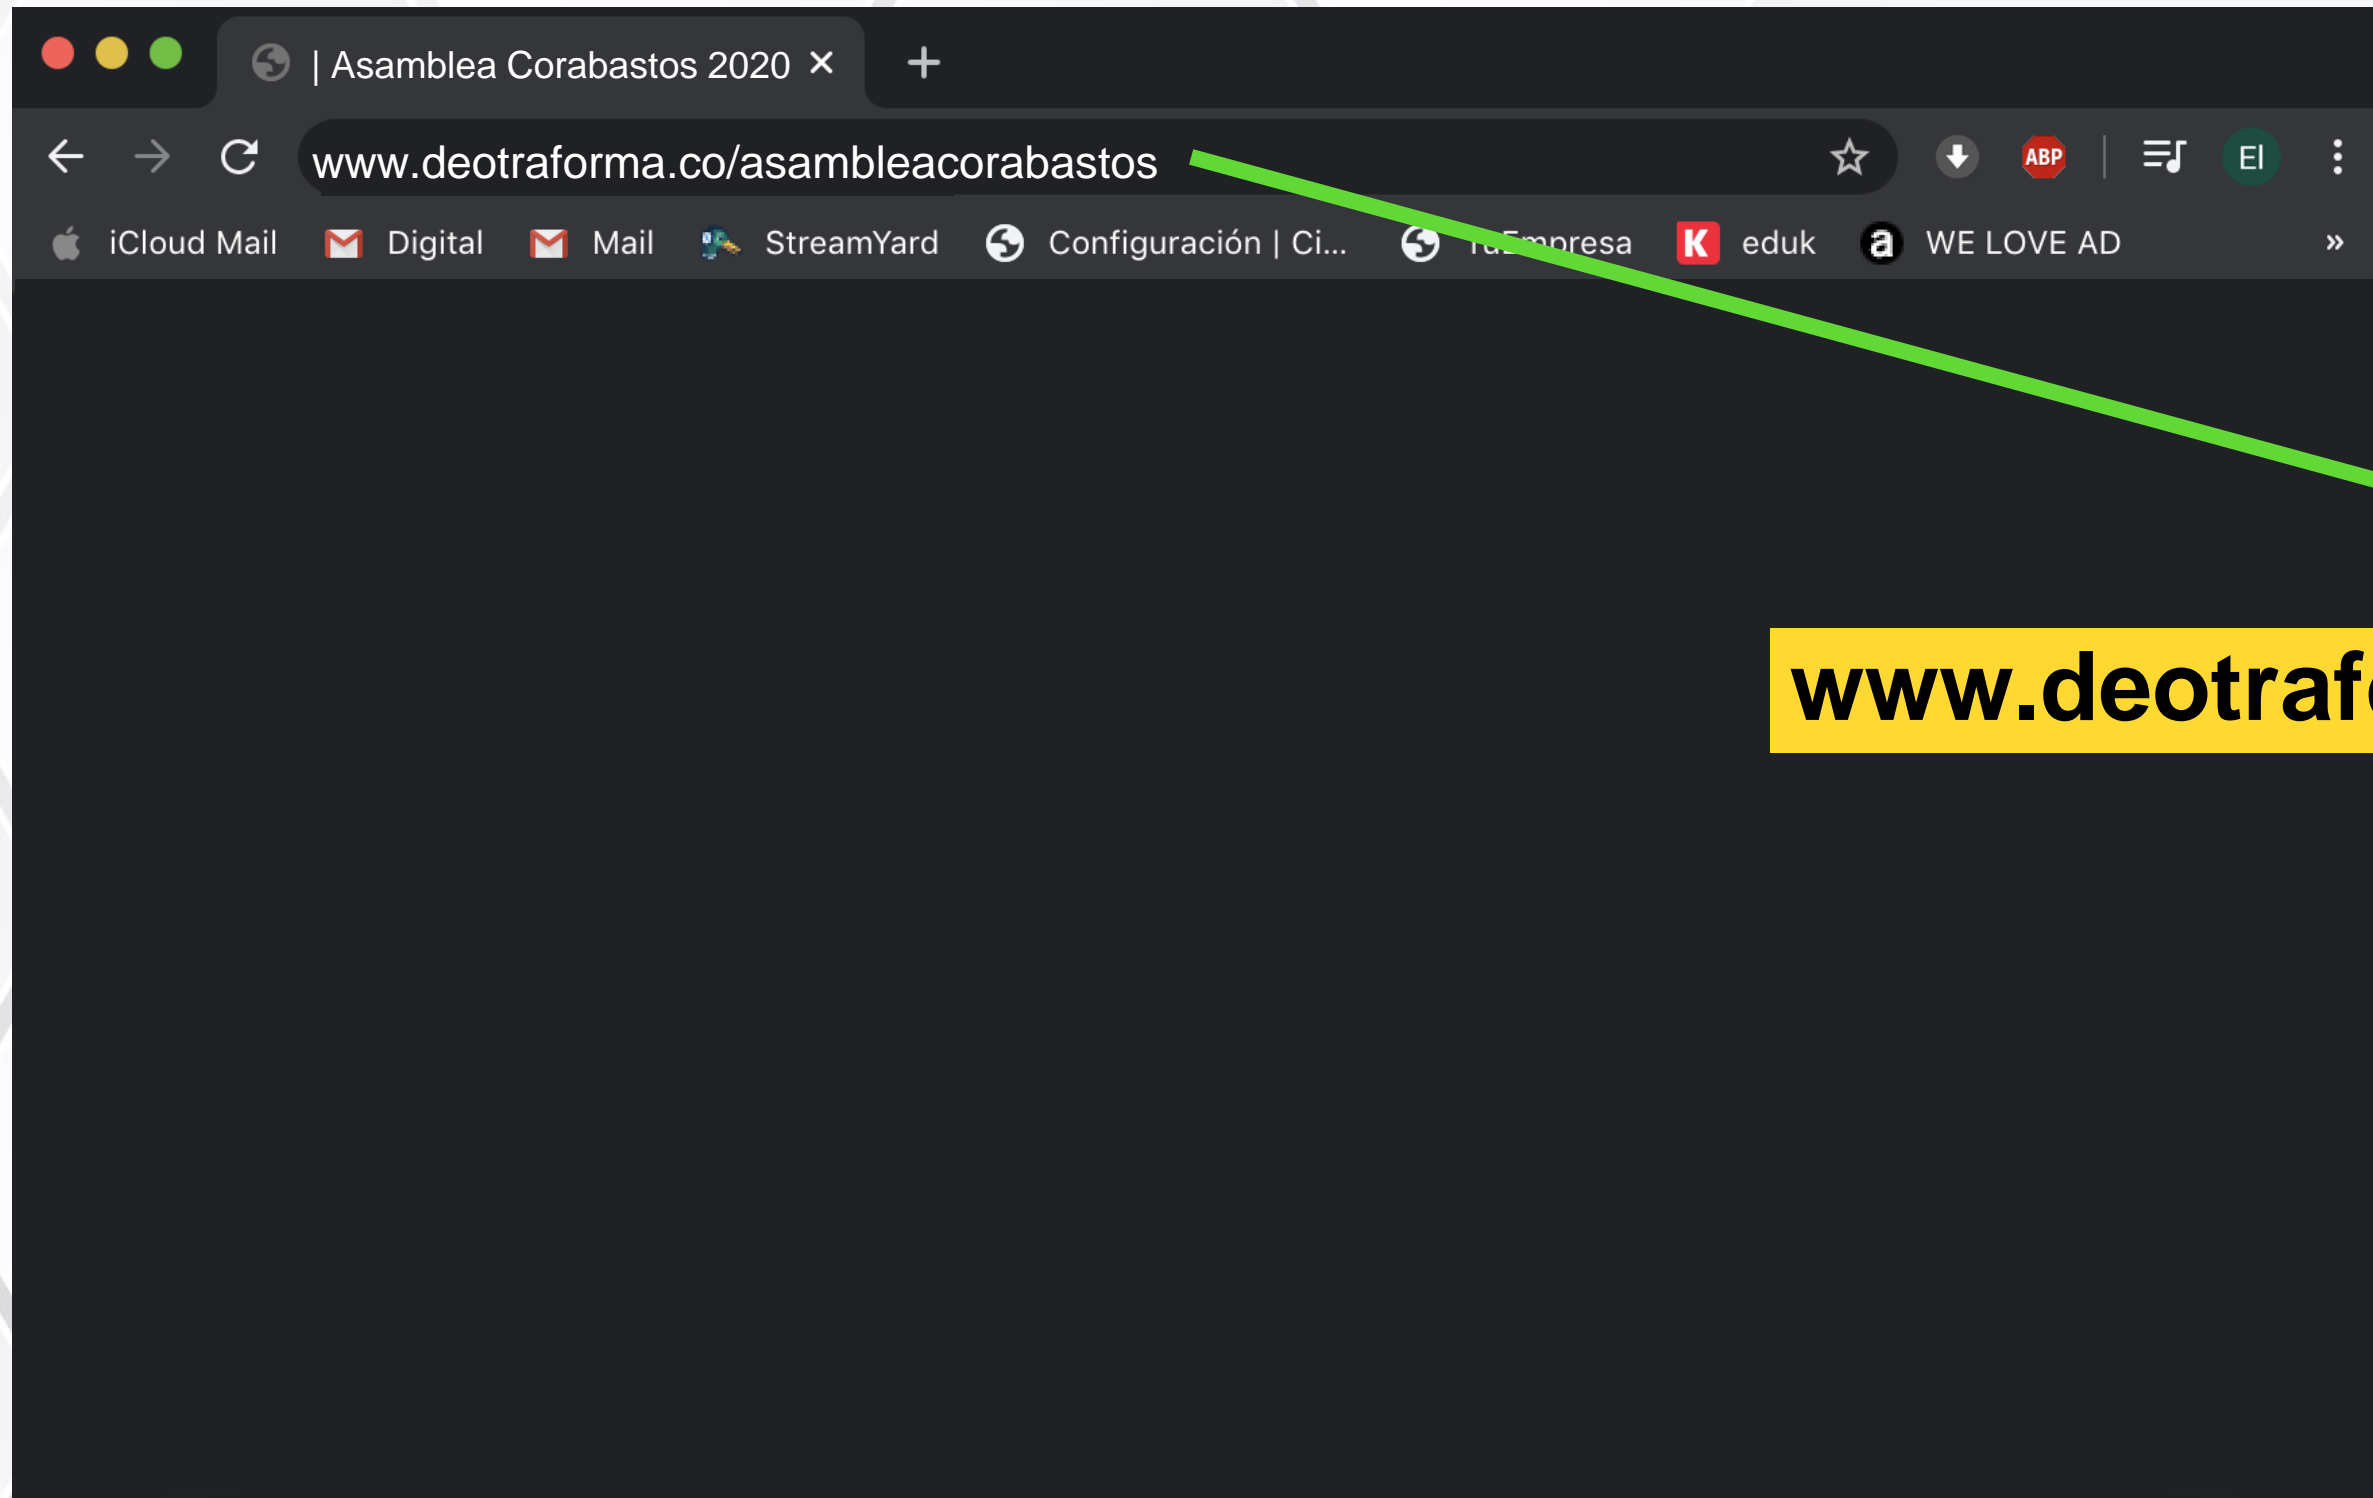 | Asamblea Corabastos 2020
www.deotraforma.co/asambleacorabastos
ABP
El
iCloud Mail Digital Mail StreamYard Configuración | Ci... TuEmpresa K eduk a WE LOVE AD »
www.deotraf